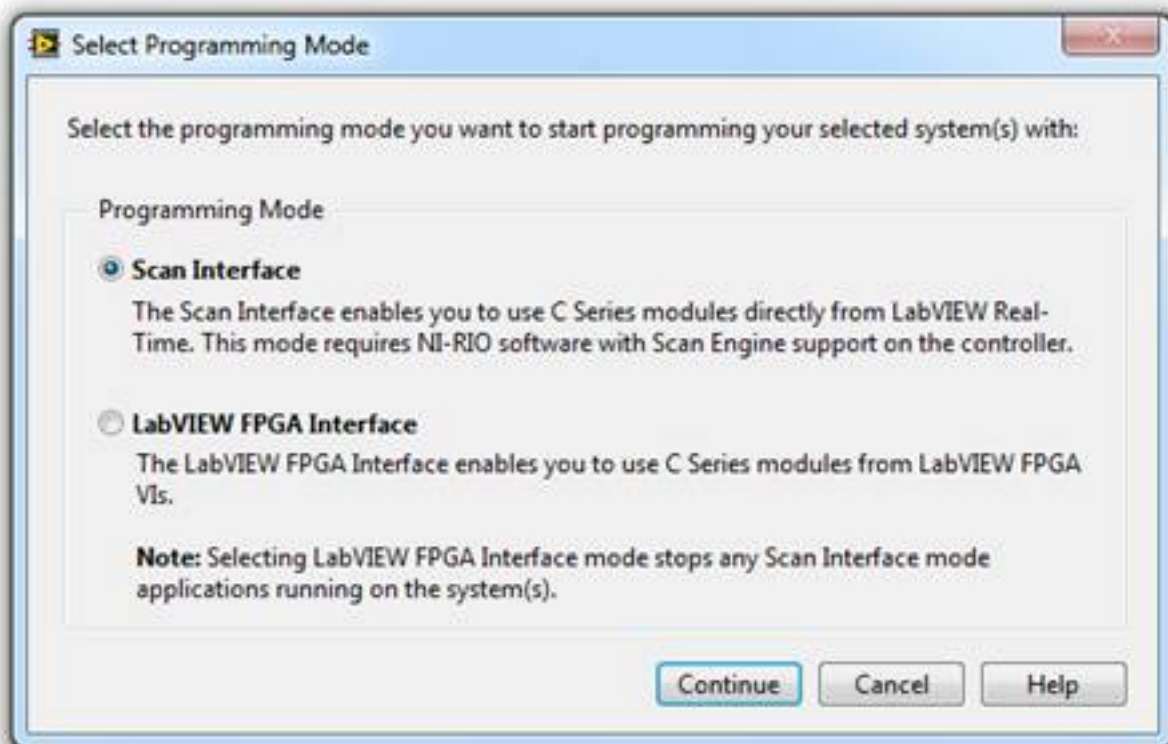 Select Programming Mode
Select the programming mode you want to start programming your selected system(s) with:
Programming Mode
Scan Interface
The Scan Interface enables you to use C Series modules directly from LabVIEW Real-
Time. This mode requires NI-RIO software with Scan Engine support on the controller.
LabVIEW FPGA Interface
The LabVIEW FPGA Interface enables you to use C Series modules from LabVIEW FPGA
VIs.
Note: Selecting LabVIEW FPGA Interface mode stops any Scan Interface mode
applications running on the system(s).
Continue Cancel Help